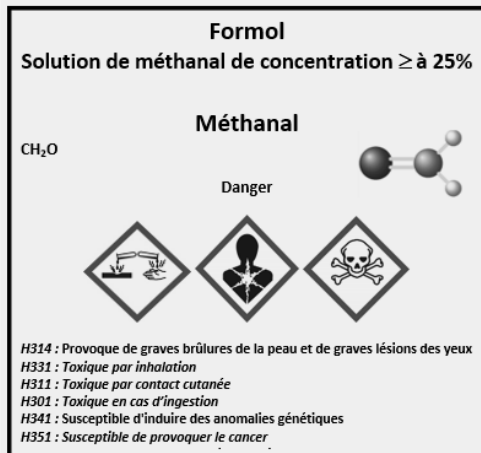 Formol
Solution de méthanal de concentration ≥ à 25%
Méthanal
CH₂O
Danger
H314 : Provoque de graves brûlures de la peau et de graves lésions des yeux
H331 : Toxique par inhalation
H311 : Toxique par contact cutanée
H301 : Toxique en cas d'ingestion
H341 : Susceptible d'induire des anomalies génétiques
H351 : Susceptible de provoquer le cancer